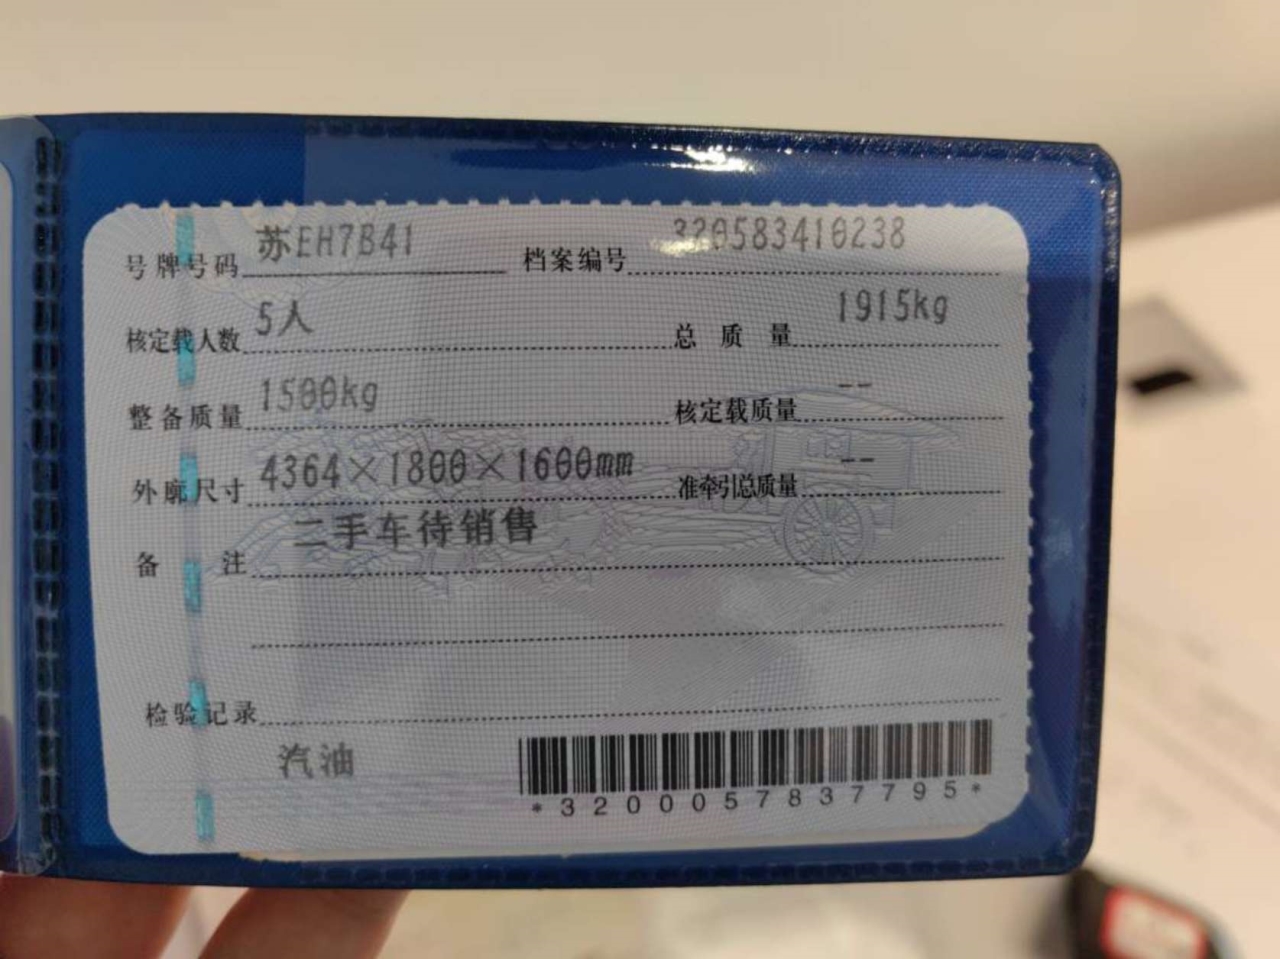 号牌号码 苏EH7B41 档案编号 320583410238
核定载人数 5人 总质量 1915kg
整备质量 1500kg 核定载质量 --
外廓尺寸 4364×1800×1600mm 准牵引总质量 --
备注 二手车待销售
检验记录
汽油
*3200057837795*